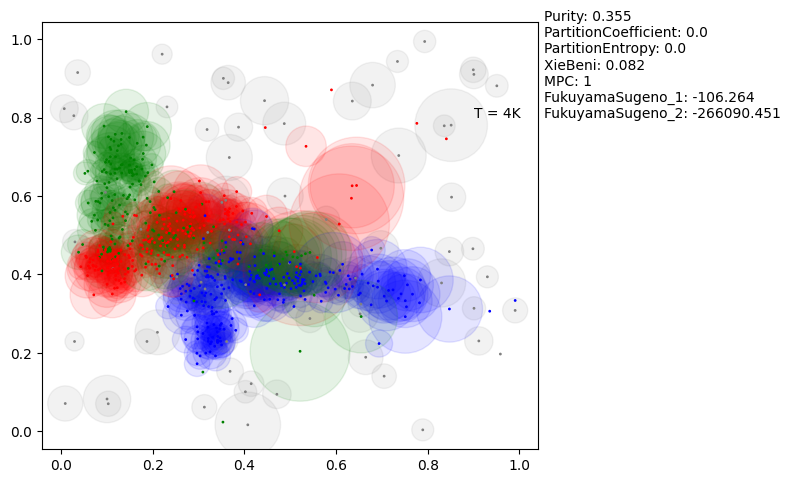 Purity: 0.355
PartitionCoefficient: 0.0
PartitionEntropy: 0.0
XieBeni: 0.082
MPC: 1
FukuyamaSugeno_1: -106.264
FukuyamaSugeno_2: -266090.451
T = 4K
1.0
0.8
0.6
0.4
0.2
0.0
0.0 0.2 0.4 0.6 0.8 1.0